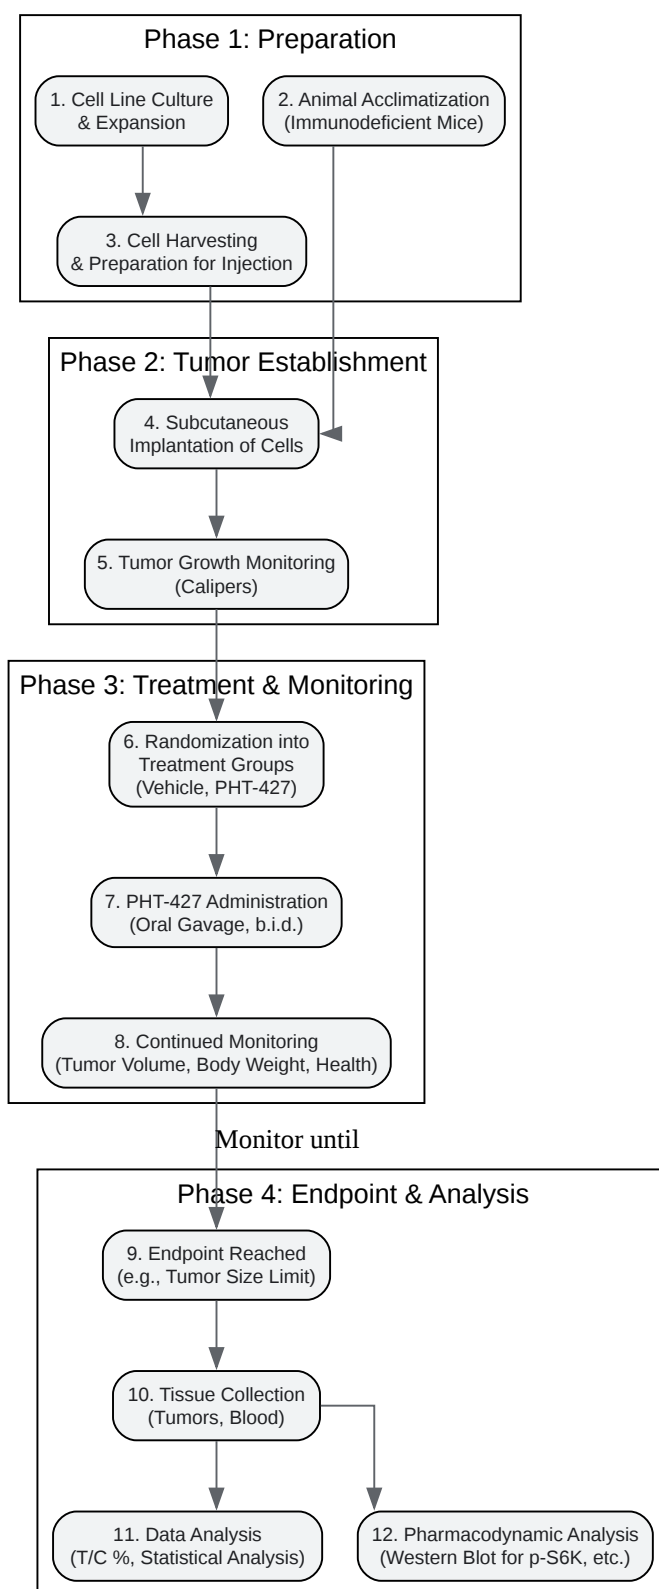 Phase 1: Preparation
1. Cell Line Culture
& Expansion
2. Animal Acclimatization
(Immunodeficient Mice)
3. Cell Harvesting
& Preparation for Injection
Phase 2: Tumor Establishment
4. Subcutaneous
Implantation of Cells
5. Tumor Growth Monitoring
(Calipers)
Phase 3: Treatment & Monitoring
6. Randomization into
Treatment Groups
(Vehicle, PHT-427)
7. PHT-427 Administration
(Oral Gavage, b.i.d.)
8. Continued Monitoring
(Tumor Volume, Body Weight, Health)
Monitor until
Phase 4: Endpoint & Analysis
9. Endpoint Reached
(e.g., Tumor Size Limit)
10. Tissue Collection
(Tumors, Blood)
11. Data Analysis
(T/C %, Statistical Analysis)
12. Pharmacodynamic Analysis
(Western Blot for p-S6K, etc.)